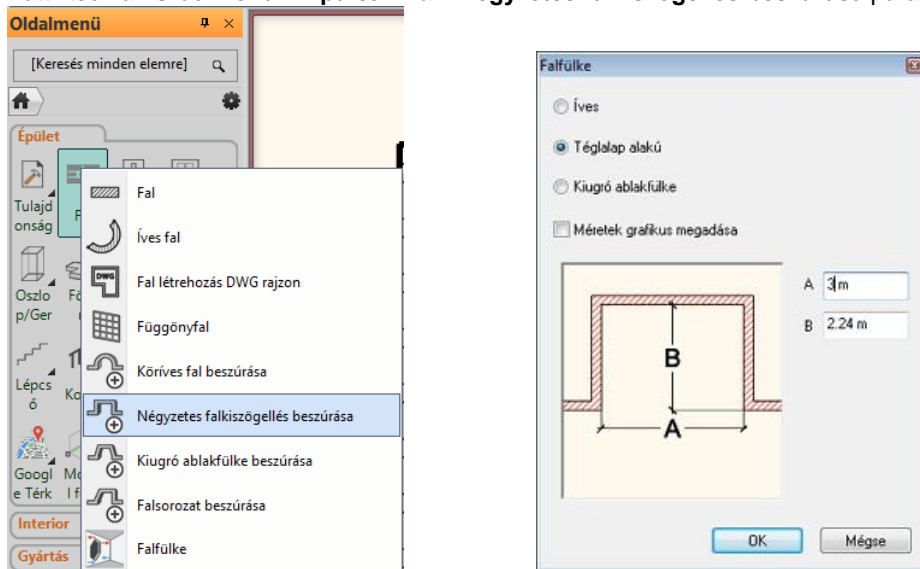 Oldalmenü
[Keresés minden elemre]
Épület
Tulajd
onság
Oszlo
p/Ger
Lépcs
ő
Googl
e Térk
Interior
Gyártás
Fal
Íves fal
DWG
Fal létrehozás DWG rajzon
Függönyfal
Köríves fal beszúrása
Négyzetes falkiszögellés beszúrása
Kiugró ablakfülke beszúrása
Falsorozat beszúrása
Falfülke
Falfülke
Íves
Téglalap alakú
Kiugró ablakfülke
Méretek grafikus megadása
A 3 m
B 2.24 m
B
A
OK Mégse